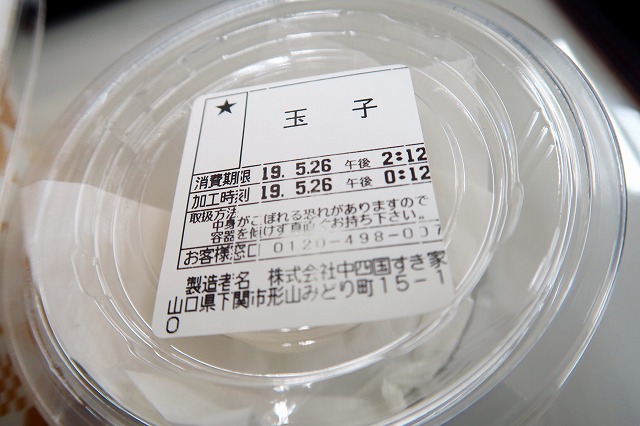 ★ 玉子
消費期限 19. 5.26 午後 2:12
加工時刻 19. 5.26 午後 0:12
取扱方法
中身がこぼれる恐れがありますので
容器を傾けず真直ぐお持ち下さい。
お客様窓口 0120-498-007
製造者名 株式会社中四国すき家
山口県下関市形山みどり町15-1
0